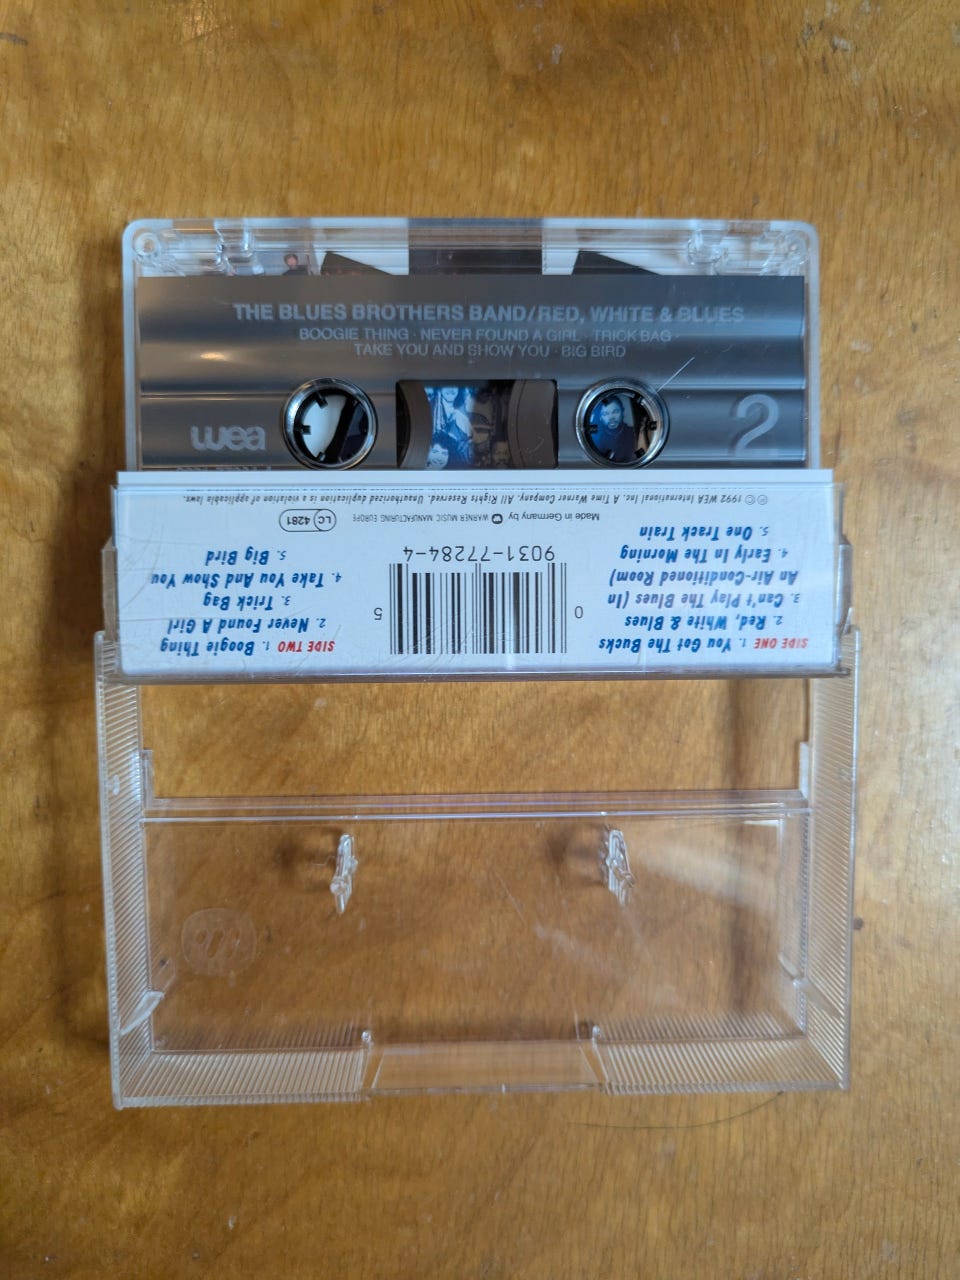 THE BLUES BROTHERS BAND/RED, WHITE & BLUES
BOOGIE THING · NEVER FOUND A GIRL · TRICK BAG ·
TAKE YOU AND SHOW YOU · BIG BIRD
wea
2
SIDE ONE 1. You Got The Bucks
2. Red, White & Blues
3. Can't Play The Blues (In
An Air-Conditioned Room)
4. Early In The Morning
5. One Track Train
0
5
9031-77284-4
SIDE TWO 1. Boogie Thing
2. Never Found A Girl
3. Trick Bag
4. Take You And Show You
5. Big Bird
Made in Germany by WARNER MUSIC MANUFACTURING EUROPE
LC 4281
℗ © 1992 WEA International Inc. A Time Warner Company. All Rights Reserved. Unauthorized duplication is a violation of applicable laws.